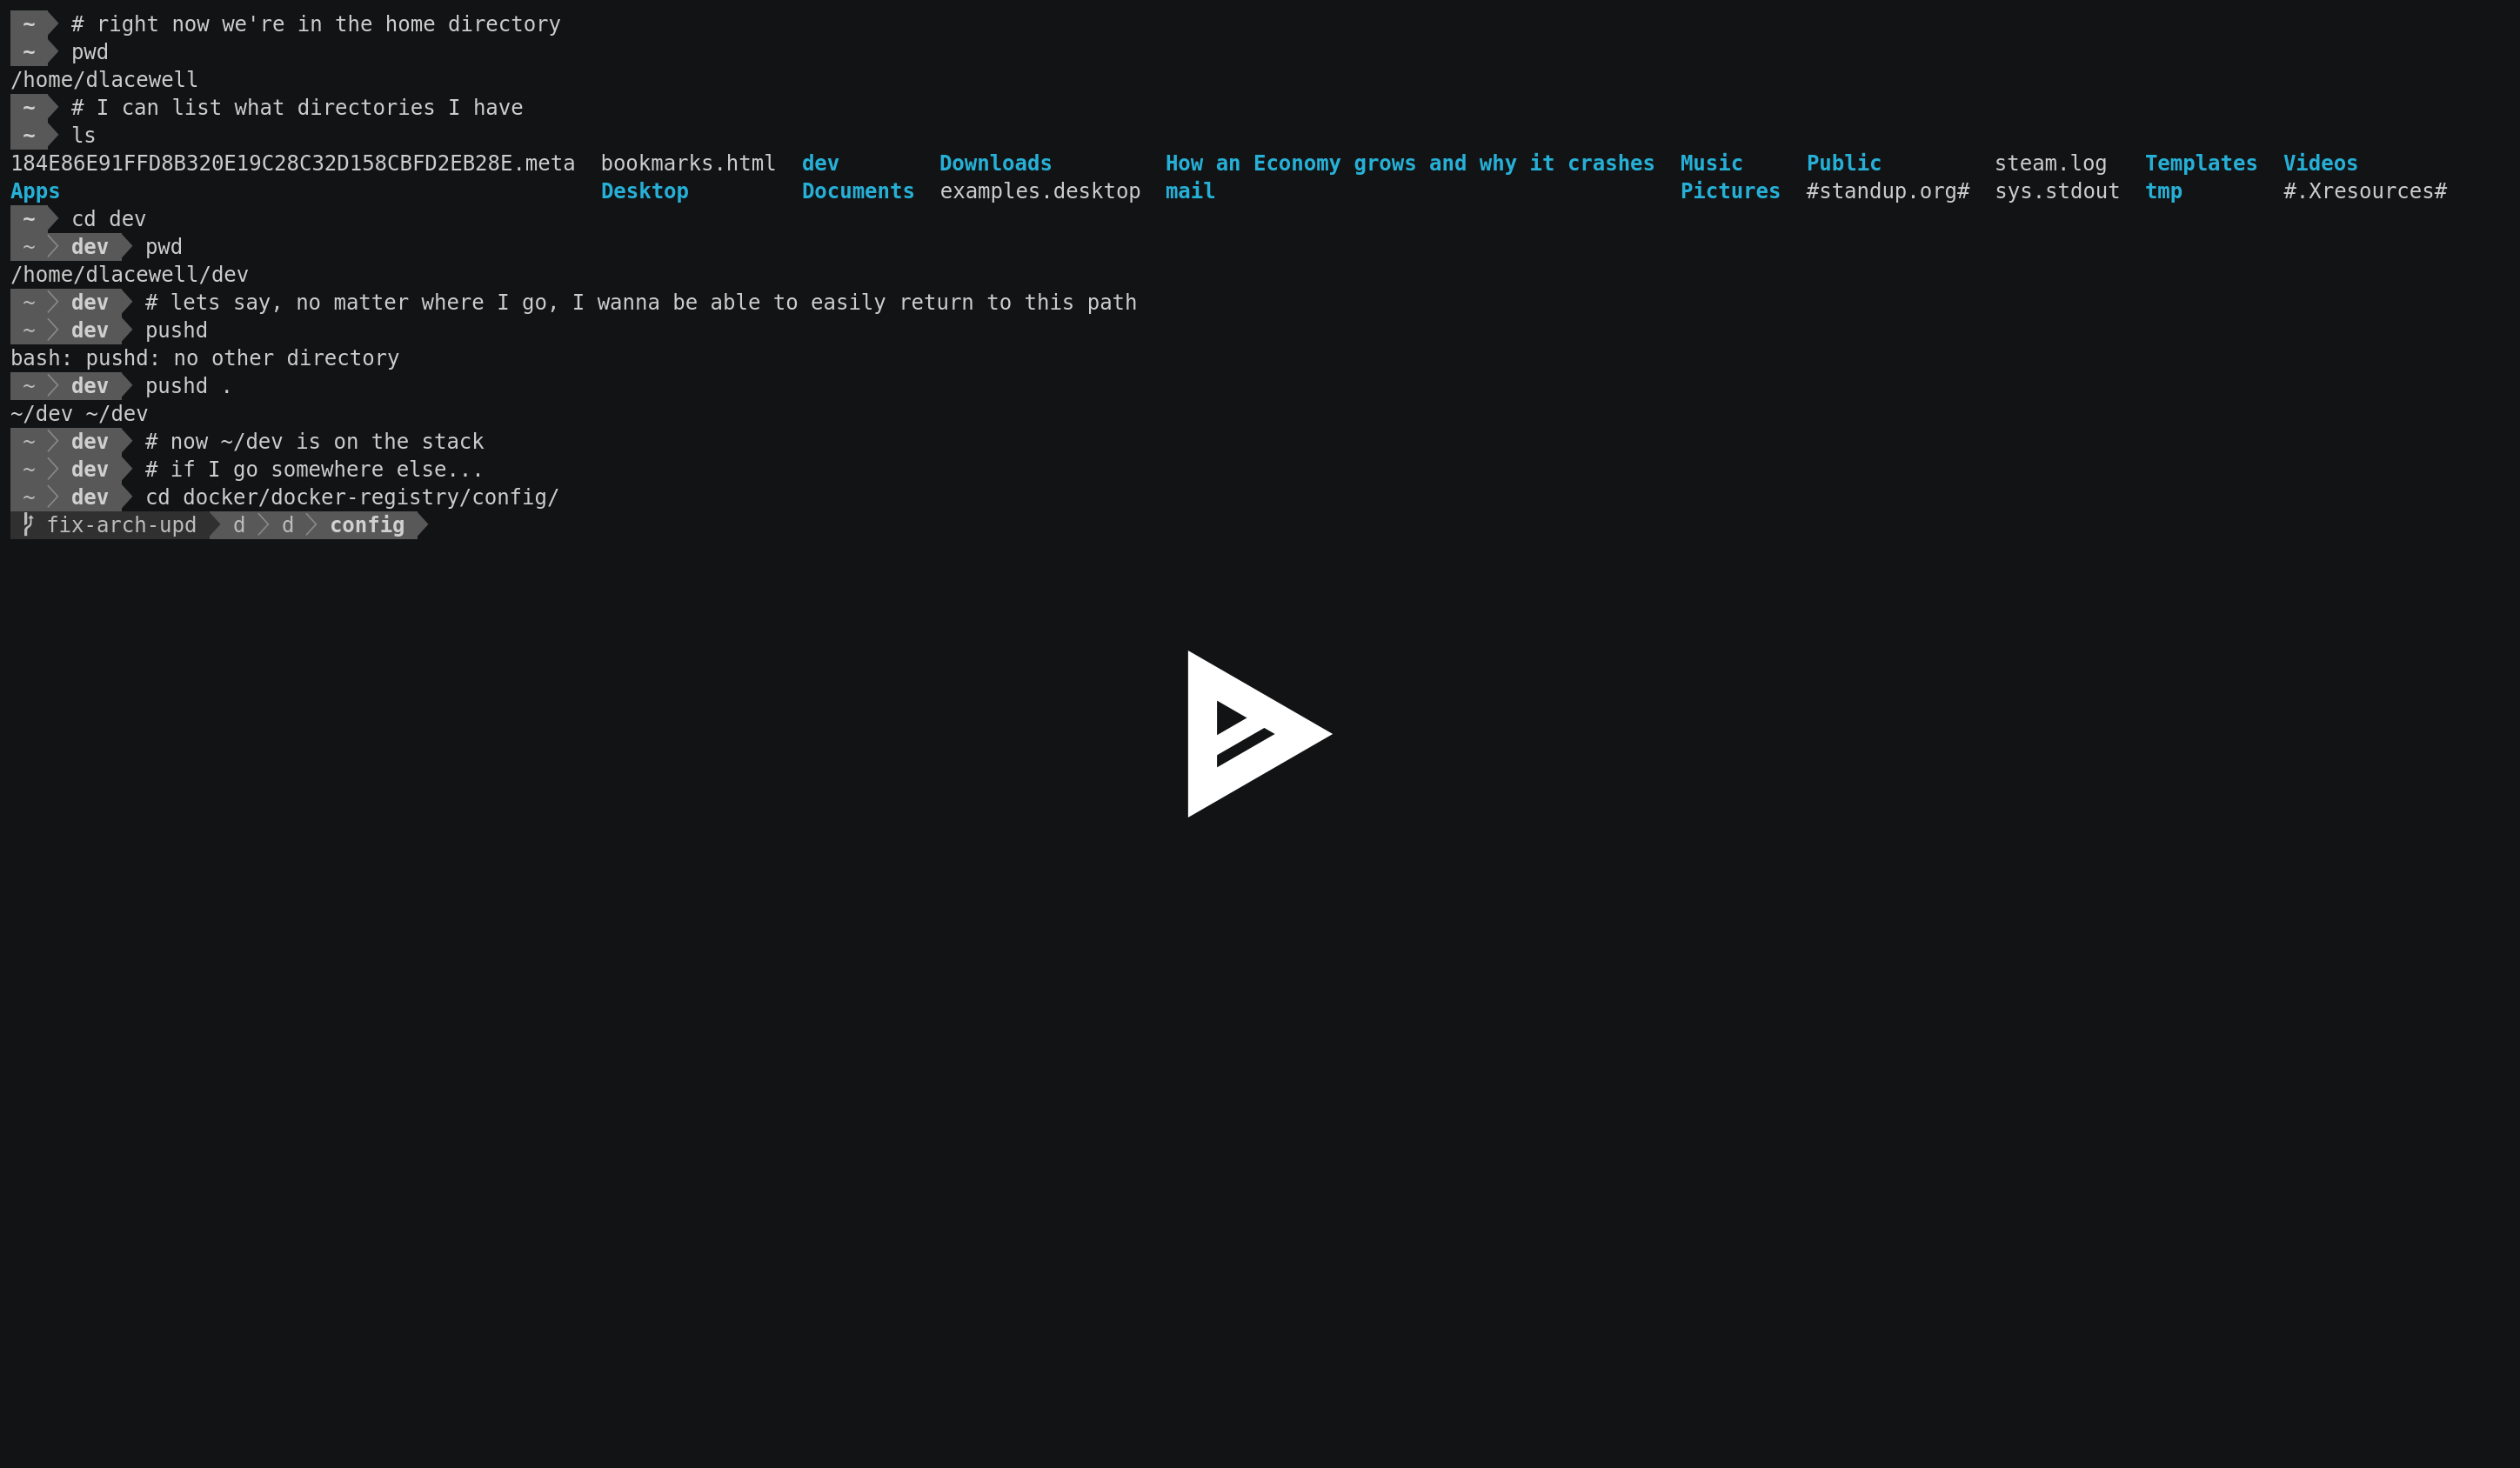 ~ # right now we're in the home directory
~ pwd
/home/dlacewell
~ # I can list what directories I have
~ ls
184E86E91FFD8B320E19C28C32D158CBFD2EB28E.meta bookmarks.html dev Downloads How an Economy grows and why it crashes Music Public steam.log Templates Videos
Apps Desktop Documents examples.desktop mail Pictures #standup.org# sys.stdout tmp #.Xresources#
~ cd dev
~ dev pwd
/home/dlacewell/dev
~ dev # lets say, no matter where I go, I wanna be able to easily return to this path
~ dev pushd
bash: pushd: no other directory
~ dev pushd .
~/dev ~/dev
~ dev # now ~/dev is on the stack
~ dev # if I go somewhere else...
~ dev cd docker/docker-registry/config/
fix-arch-upd d d config